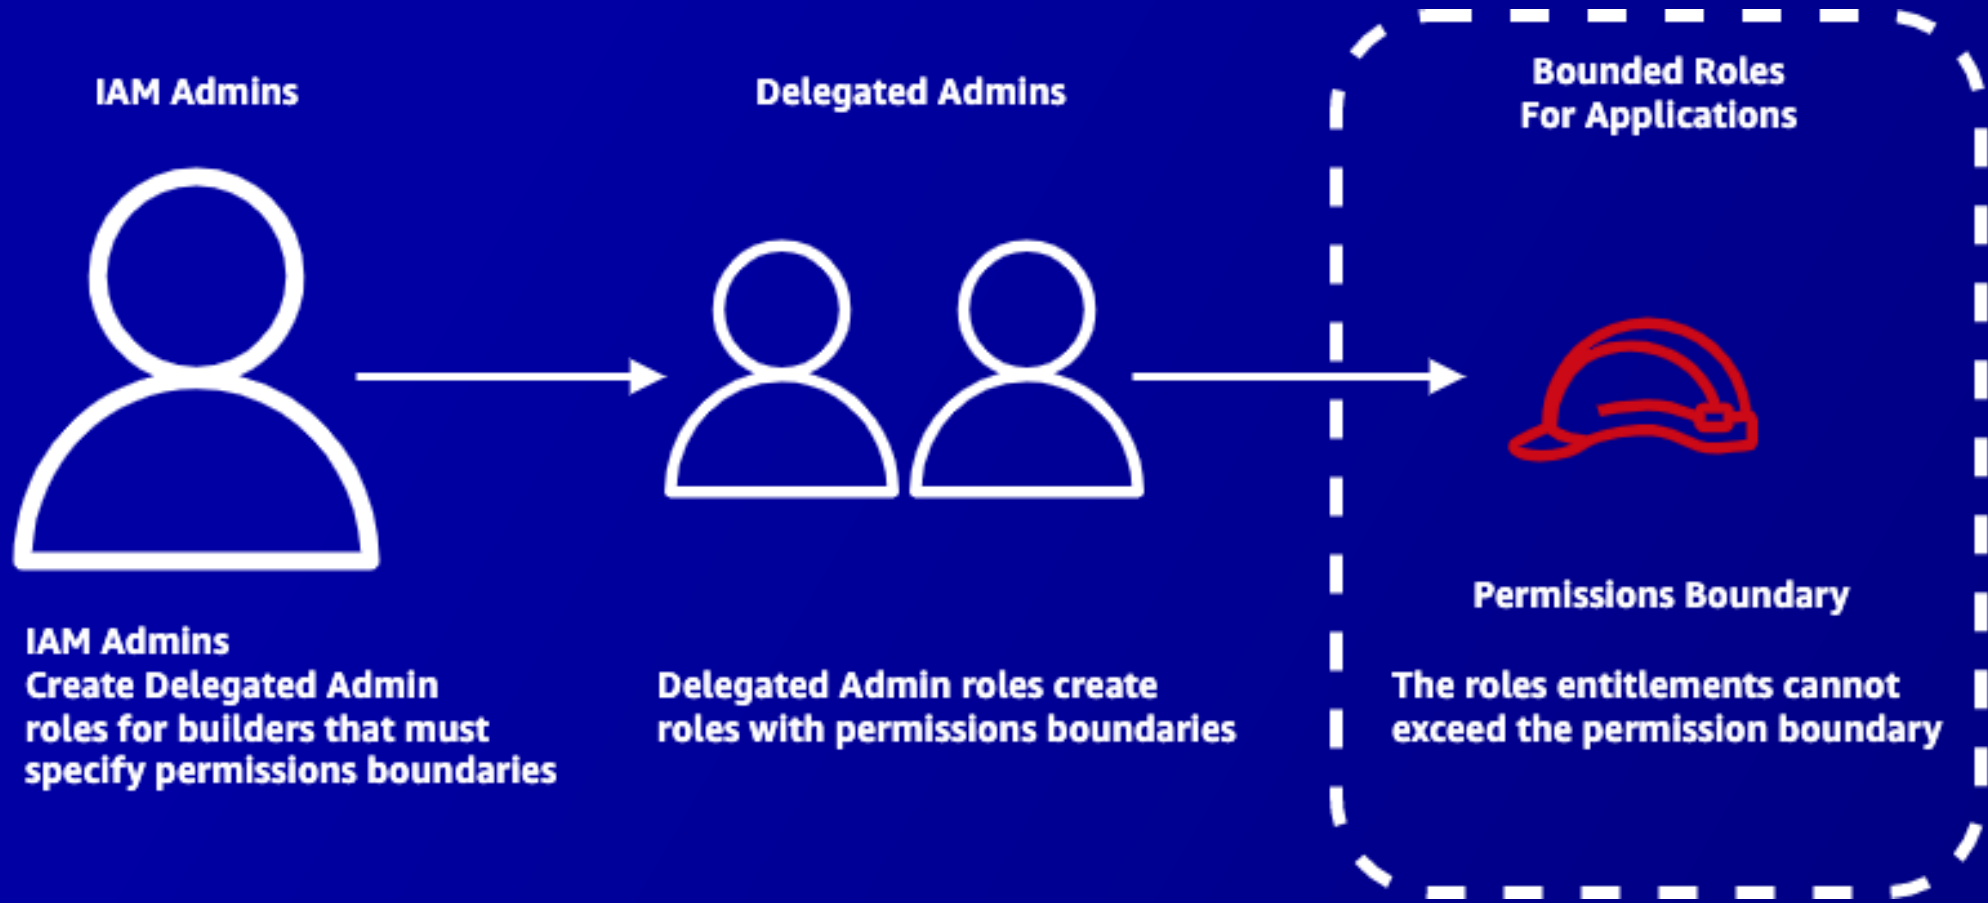 IAM Admins
Delegated Admins
Bounded Roles
For Applications
IAM Admins
Create Delegated Admin
roles for builders that must
specify permissions boundaries
Delegated Admin roles create
roles with permissions boundaries
Permissions Boundary
The roles entitlements cannot
exceed the permission boundary